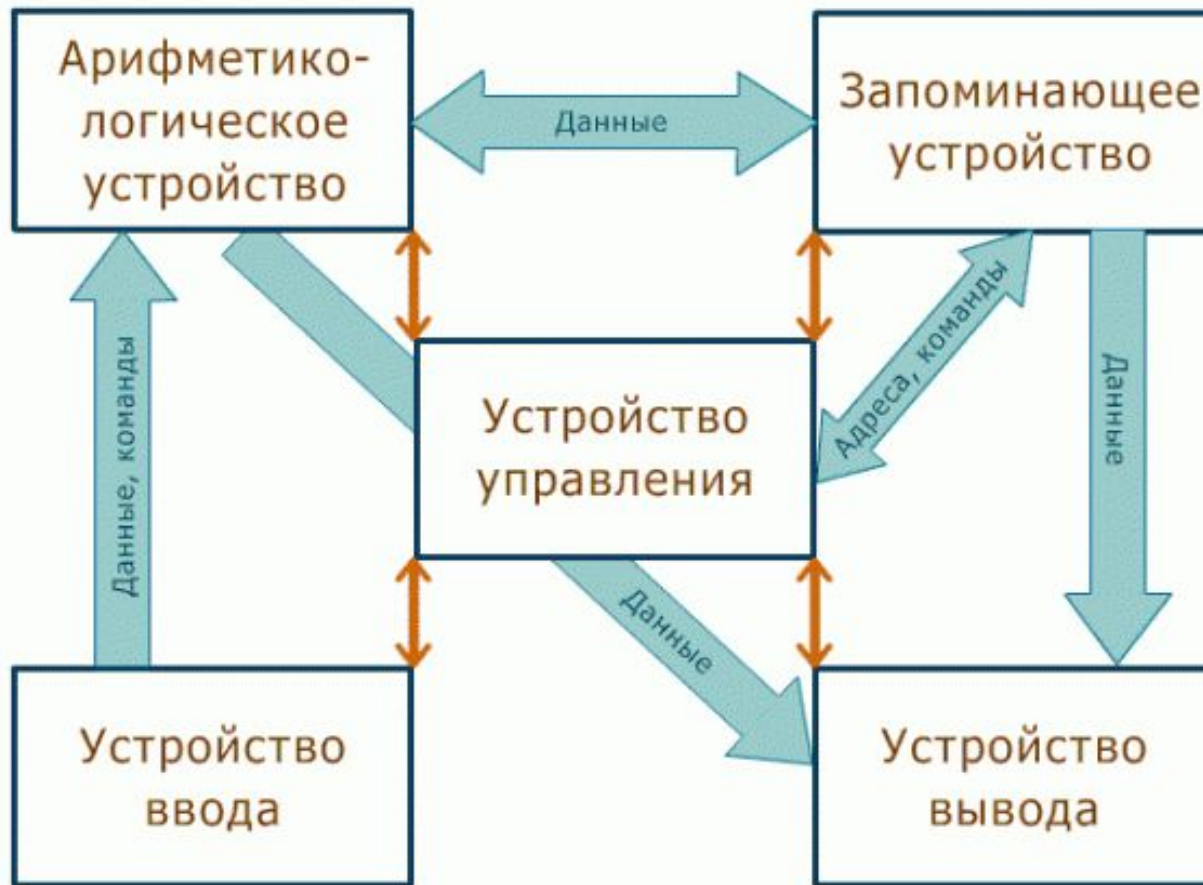 Арифметико-
логическое
устройство
Данные
Запоминающее
устройство
Данные, команды
Устройство
управления
Адреса, команды
Данные
Данные
Устройство
ввода
Устройство
вывода